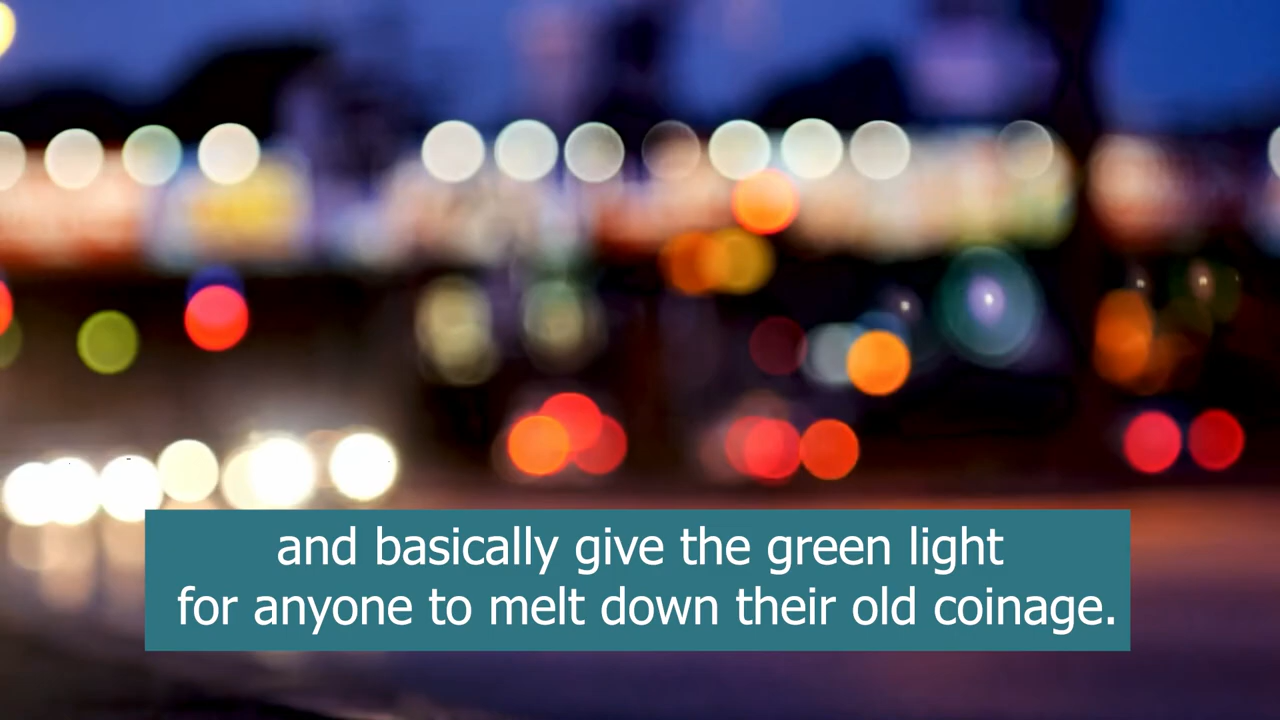 and basically give the green light
for anyone to melt down their old coinage.